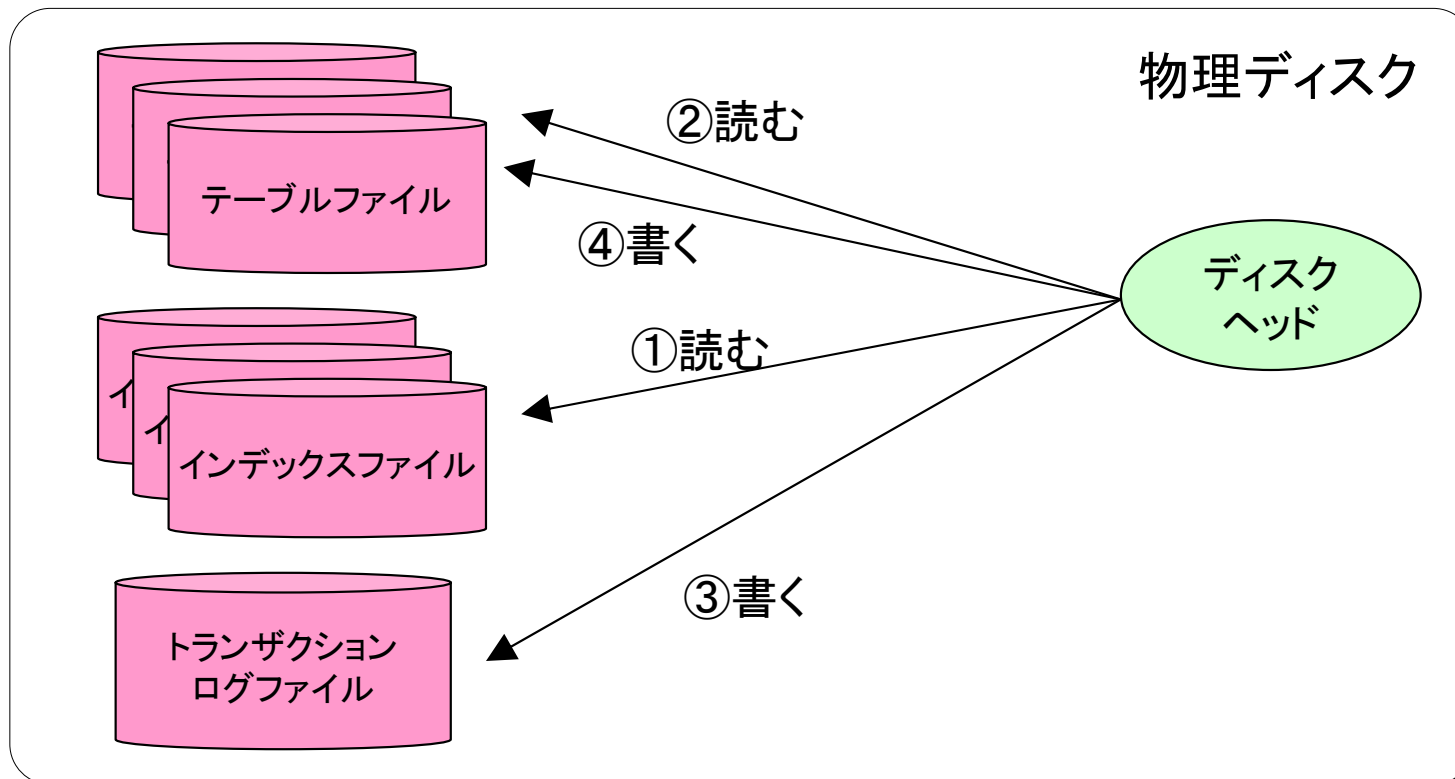 物理ディスク
②読む
テーブルファイル
④書く
ディスク
ヘッド
①読む
イ
イ
インデックスファイル
③書く
トランザクション
ログファイル